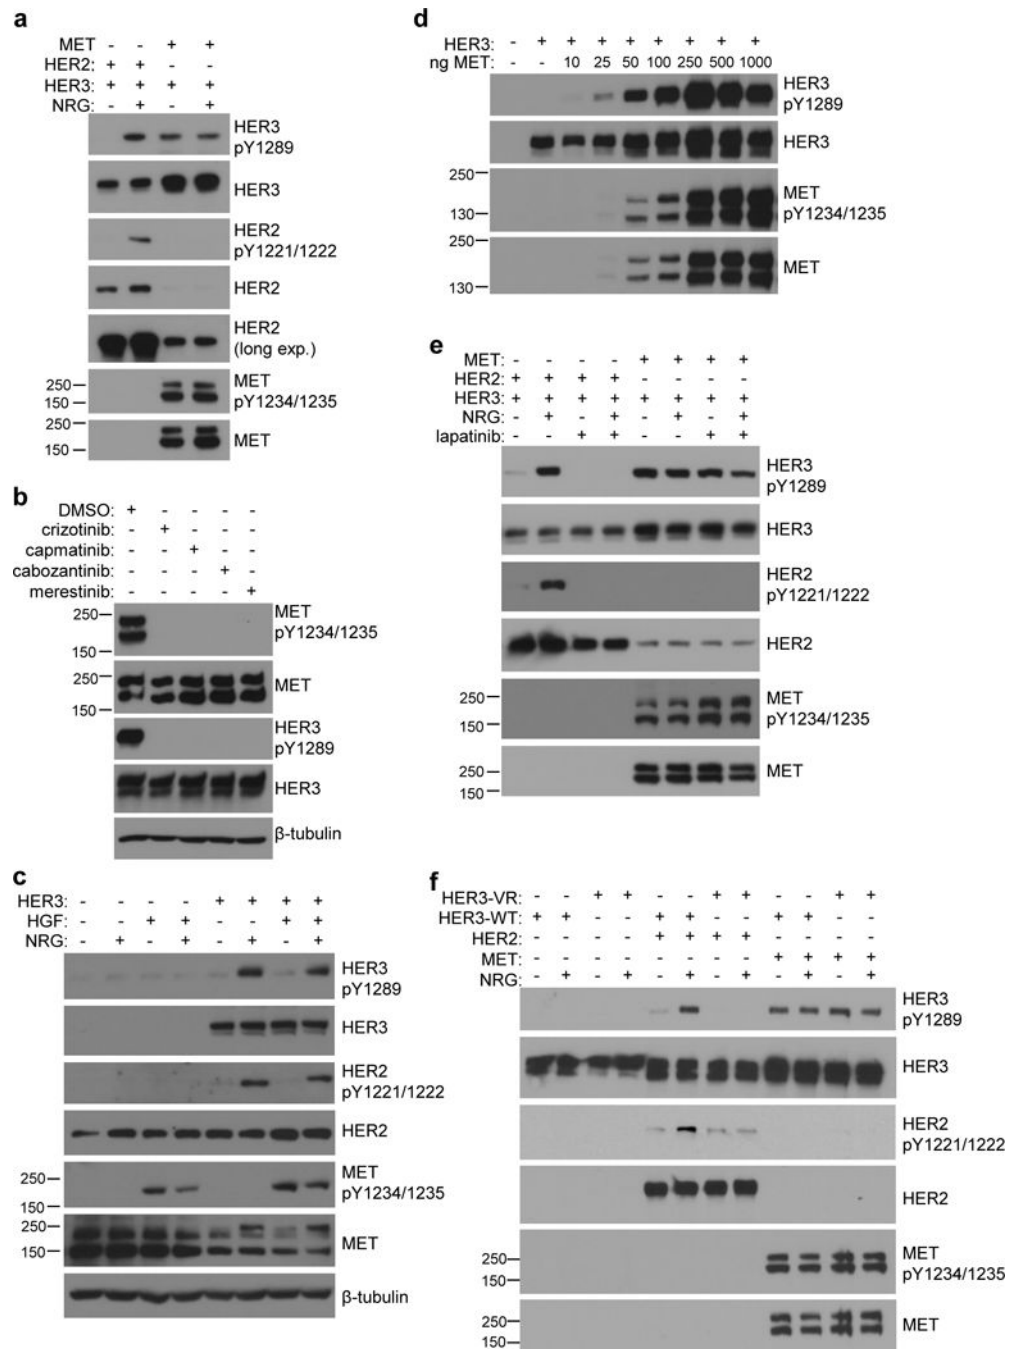 a
MET - - + +
HER2: + + - -
HER3: + + + +
NRG: - + - +
HER3
pY1289
HER3
HER2
pY1221/1222
HER2
HER2
(long exp.)
250
150
MET
pY1234/1235
250
150
MET
b
DMSO: + - - - -
crizotinib: - + - - -
capmatinib: - - + - -
cabozantinib: - - - + -
merestinib: - - - - +
250
150
MET
pY1234/1235
250
150
MET
HER3
pY1289
HER3
β-tubulin
c
HER3: - - - - + + + +
HGF: - - + + - - + +
NRG: - + - + - + - +
HER3
pY1289
HER3
HER2
pY1221/1222
HER2
250
150
MET
pY1234/1235
250
150
MET
β-tubulin
d
HER3: - + + + + + + + +
ng MET: - - 10 25 50 100 250 500 1000
HER3
pY1289
HER3
250
130
MET
pY1234/1235
250
130
MET
e
MET: - - - - + + + +
HER2: + + + + - - - -
HER3: + + + + + + + +
NRG: - + - + - + - +
lapatinib: - - + + - - + +
HER3
pY1289
HER3
HER2
pY1221/1222
HER2
250
150
MET
pY1234/1235
250
150
MET
f
HER3-VR: - - + + - - + + - - + +
HER3-WT: + + - - + + - - + + - -
HER2: - - - - + + + + - - - -
MET: - - - - - - - - + + + +
NRG: - + - + - + - + - + - +
HER3
pY1289
HER3
HER2
pY1221/1222
HER2
250
150
MET
pY1234/1235
250
150
MET